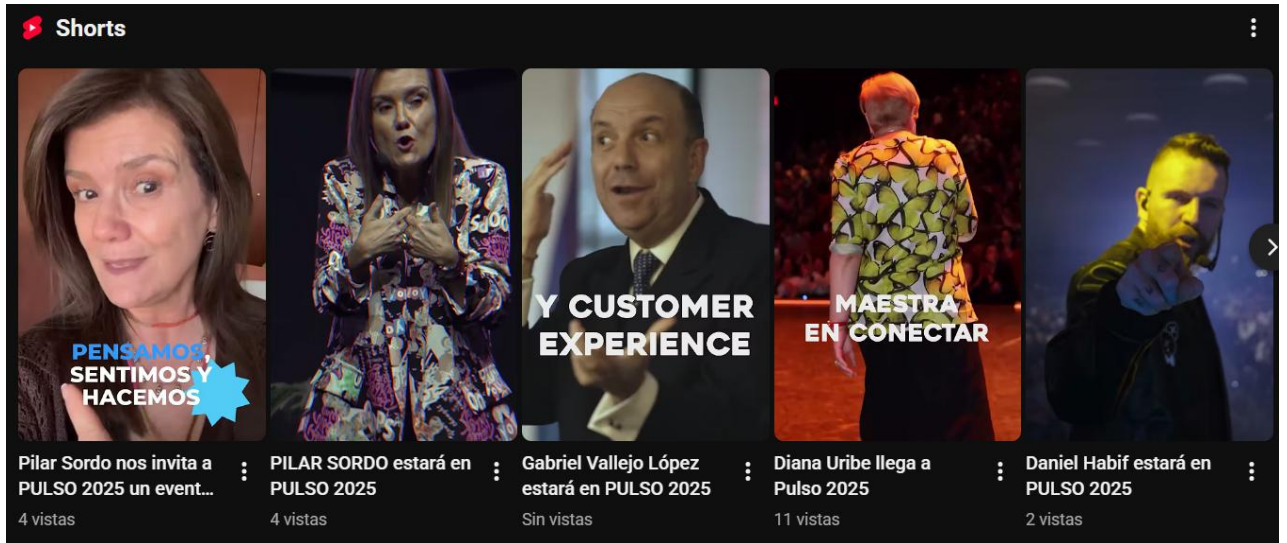 Shorts
PENSAMOS,
SENTIMOS Y
HACEMOS
Y CUSTOMER
EXPERIENCE
MAESTRA
EN CONECTAR
Pilar Sordo nos invita a
PULSO 2025 un event...
4 vistas
PILAR SORDO estará en
PULSO 2025
4 vistas
Gabriel Vallejo López
estará en PULSO 2025
Sin vistas
Diana Uribe llega a
Pulso 2025
11 vistas
Daniel Habif estará en
PULSO 2025
2 vistas